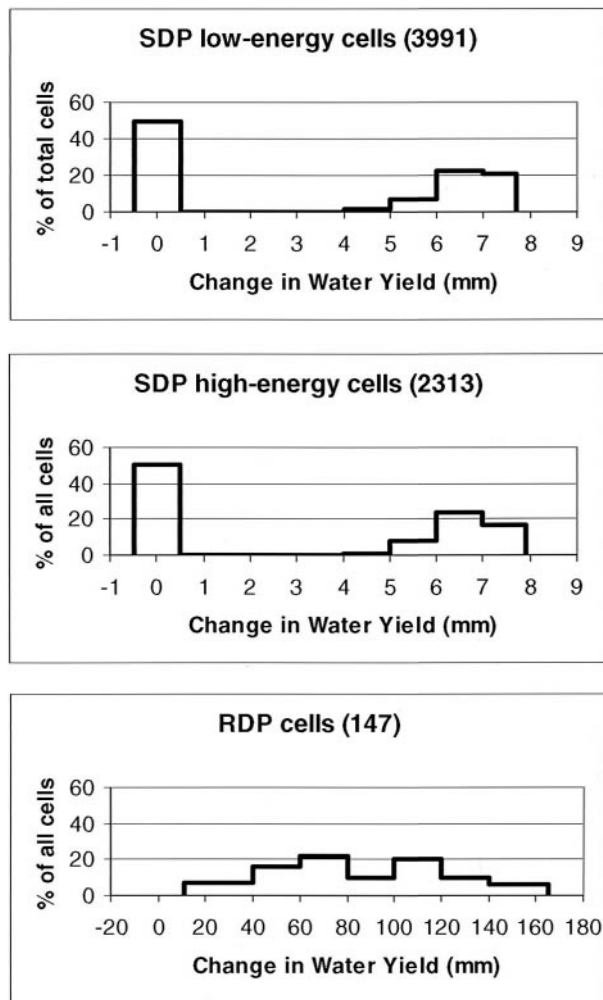 SDP low-energy cells (3991)
% of total cells
60
40
20
0
-1 0 1 2 3 4 5 6 7 8 9
Change in Water Yield (mm)
SDP high-energy cells (2313)
% of all cells
60
40
20
0
-1 0 1 2 3 4 5 6 7 8 9
Change in Water Yield (mm)
RDP cells (147)
% of all cells
60
40
20
0
-20 0 20 40 60 80 100 120 140 160 180
Change in Water Yield (mm)